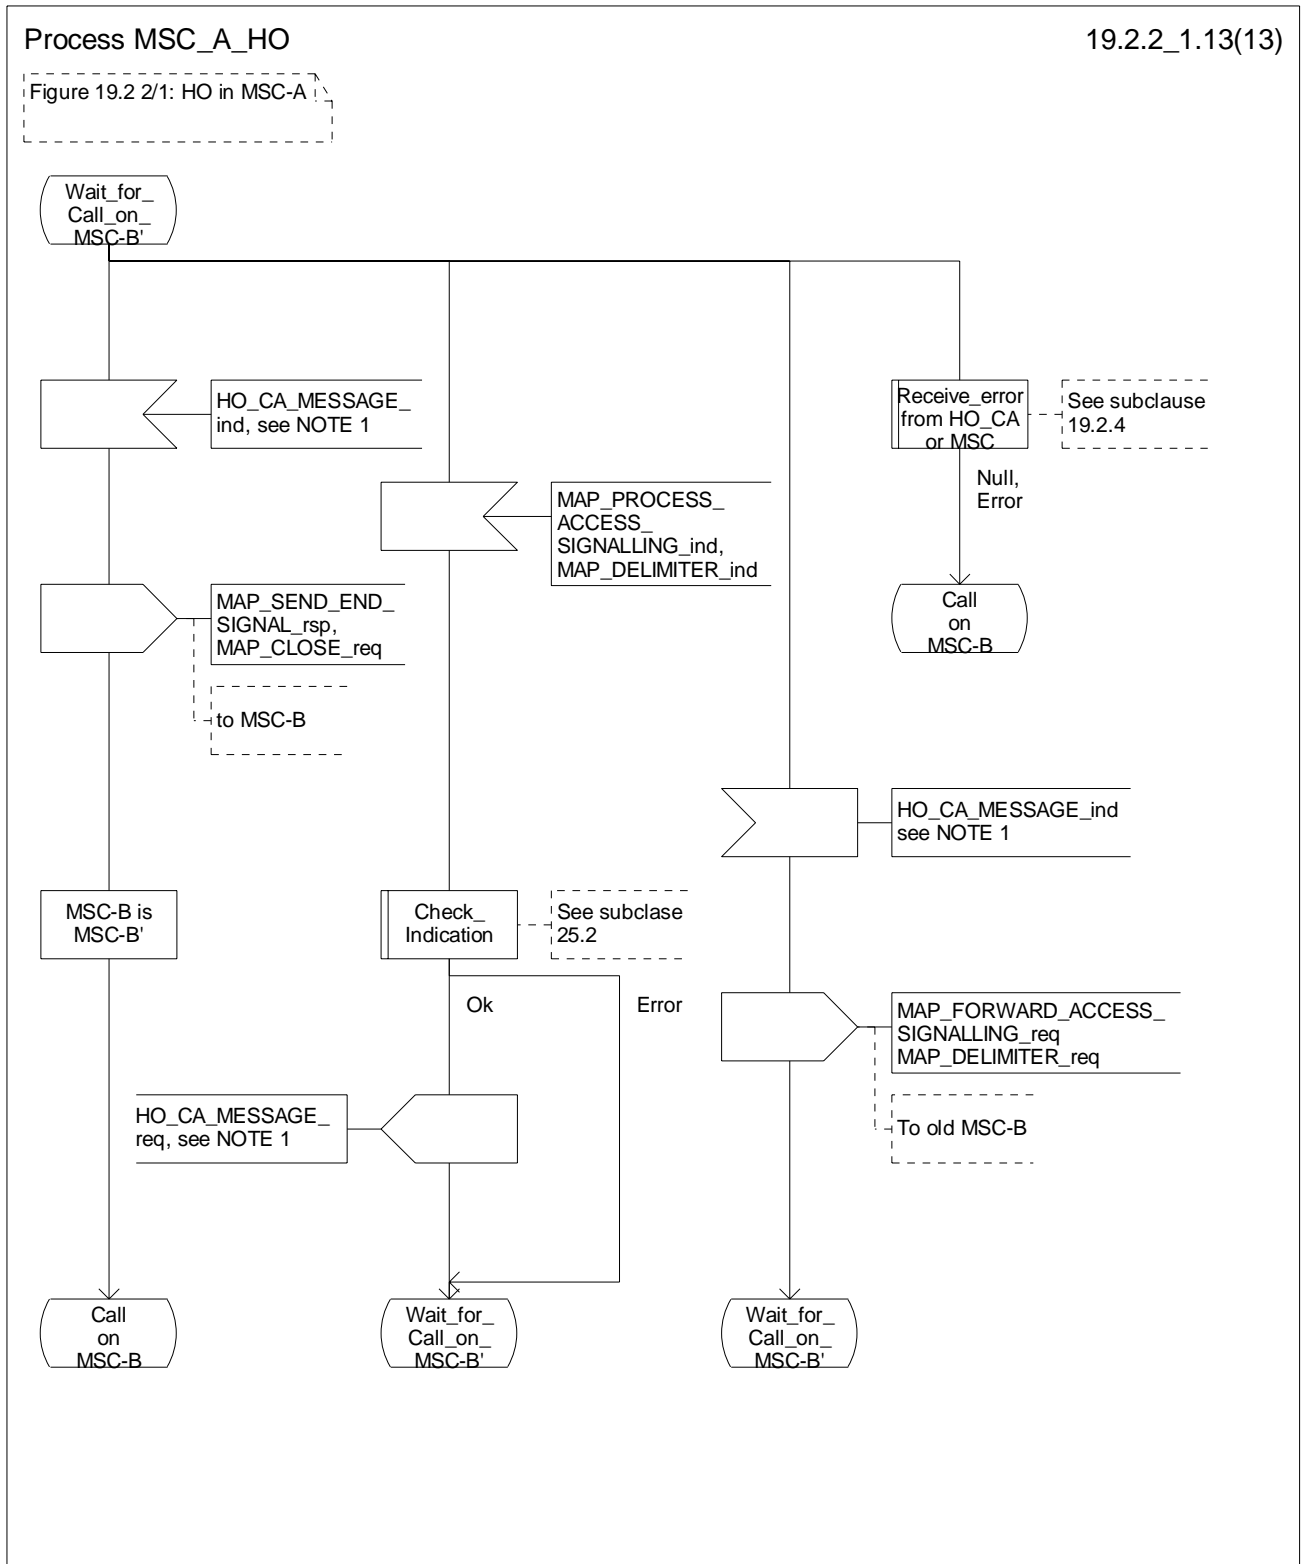 Process MSC_A_HO
19.2.2_1.13(13)
Figure 19.2 2/1: HO in MSC-A
Wait_for_
Call_on_
MSC-B'
HO_CA_MESSAGE_
ind, see NOTE 1
Receive_error
from HO_CA
or MSC
See subclause
19.2.4
Null,
Error
MAP_PROCESS_
ACCESS_
SIGNALLING_ind,
MAP_DELIMITER_ind
MAP_SEND_END_
SIGNAL_rsp,
MAP_CLOSE_req
Call
on
MSC-B
to MSC-B
HO_CA_MESSAGE_ind
see NOTE 1
MSC-B is
MSC-B'
Check_
Indication
See subclase
25.2
Ok
Error
MAP_FORWARD_ACCESS_
SIGNALLING_req
MAP_DELIMITER_req
HO_CA_MESSAGE_
req, see NOTE 1
To old MSC-B
Call
on
MSC-B
Wait_for_
Call_on_
MSC-B'
Wait_for_
Call_on_
MSC-B'